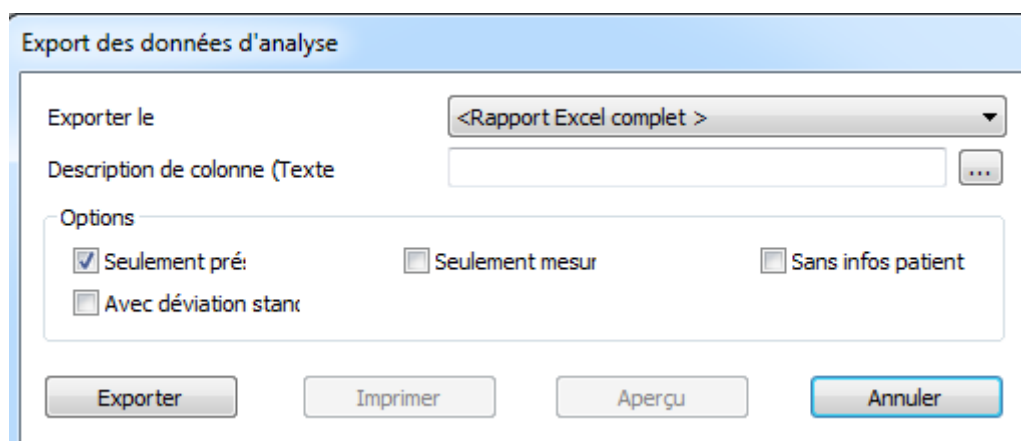 Export des données d'analyse
Exporter le
<Rapport Excel complet >
Description de colonne (Texte
...
Options
Seulement pré
Seulement mesur
Sans infos patient
Avec déviation stand
Exporter
Imprimer
Aperçu
Annuler